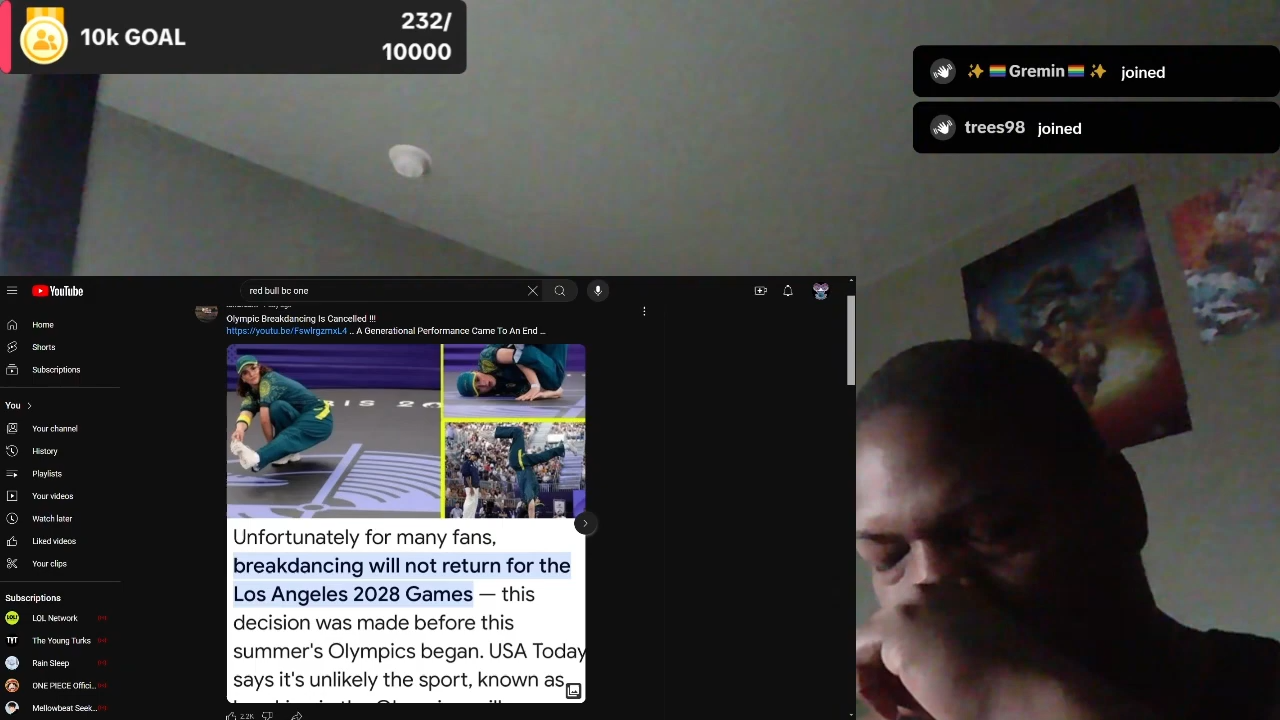 10k GOAL
232/
10000
✨🏳️‍🌈Gremin🏳️‍🌈✨ joined
trees98 joined
YouTube
red bull bc one
Home
Shorts
Subscriptions
You
Your channel
History
Playlists
Your videos
Watch later
Liked videos
Your clips
Subscriptions
LOL Network
The Young Turks
Rain Sleep
ONE PIECE Offici...
Mellowbeat Seek...
Olympic Breakdancing Is Cancelled !!!
https://youtu.be/FswlrgzmxL4 .. A Generational Performance Came To An End ...
RIS 20
Unfortunately for many fans,
breakdancing will not return for the
Los Angeles 2028 Games — this
decision was made before this
summer's Olympics began. USA Today
says it's unlikely the sport, known as
2.2K